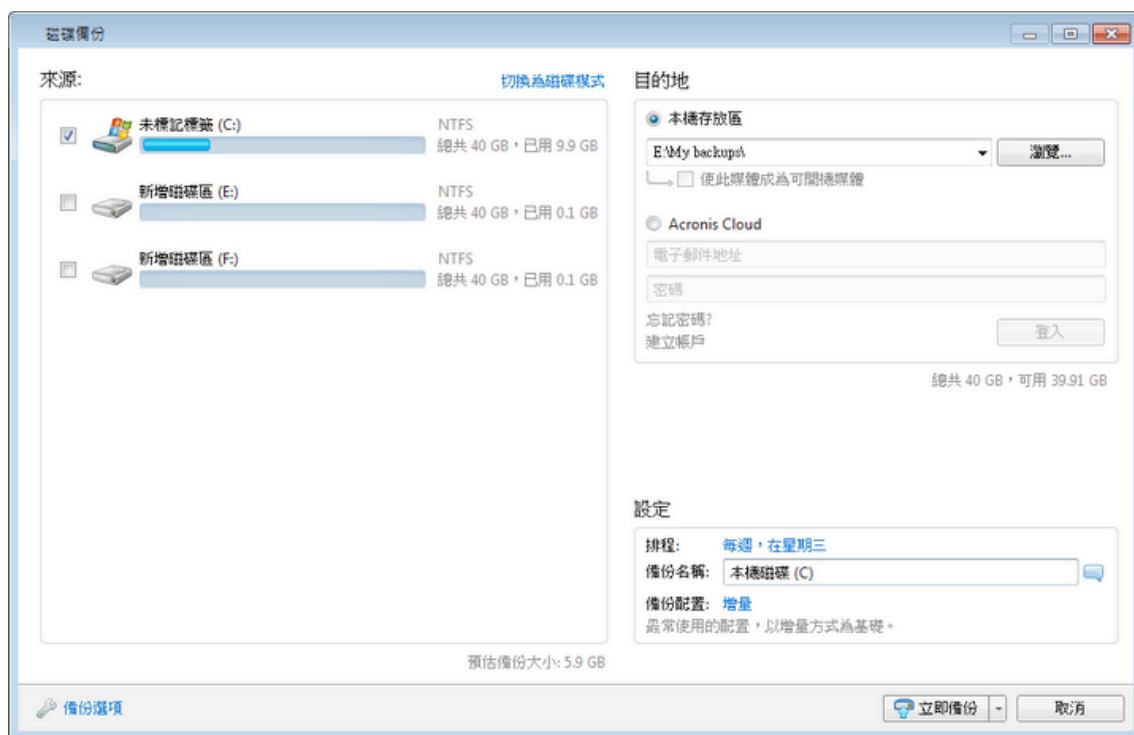 磁碟備份
來源:
切換為磁碟模式
未標記標籤 (C:)
NTFS
總共 40 GB，已用 9.9 GB
新增磁碟區 (E:)
NTFS
總共 40 GB，已用 0.1 GB
新增磁碟區 (F:)
NTFS
總共 40 GB，已用 0.1 GB
預估備份大小: 5.9 GB
目的地
本機存放區
E:\My backups\
瀏覽...
使此媒體成為可開機媒體
Acronis Cloud
電子郵件地址
密碼
忘記密碼?
建立帳戶
登入
總共 40 GB，可用 39.91 GB
設定
排程: 每週，在星期三
備份名稱: 本機磁碟 (C)
備份配置: 增量
最常使用的配置，以增量方式為基礎。
備份選項
立即備份
取消